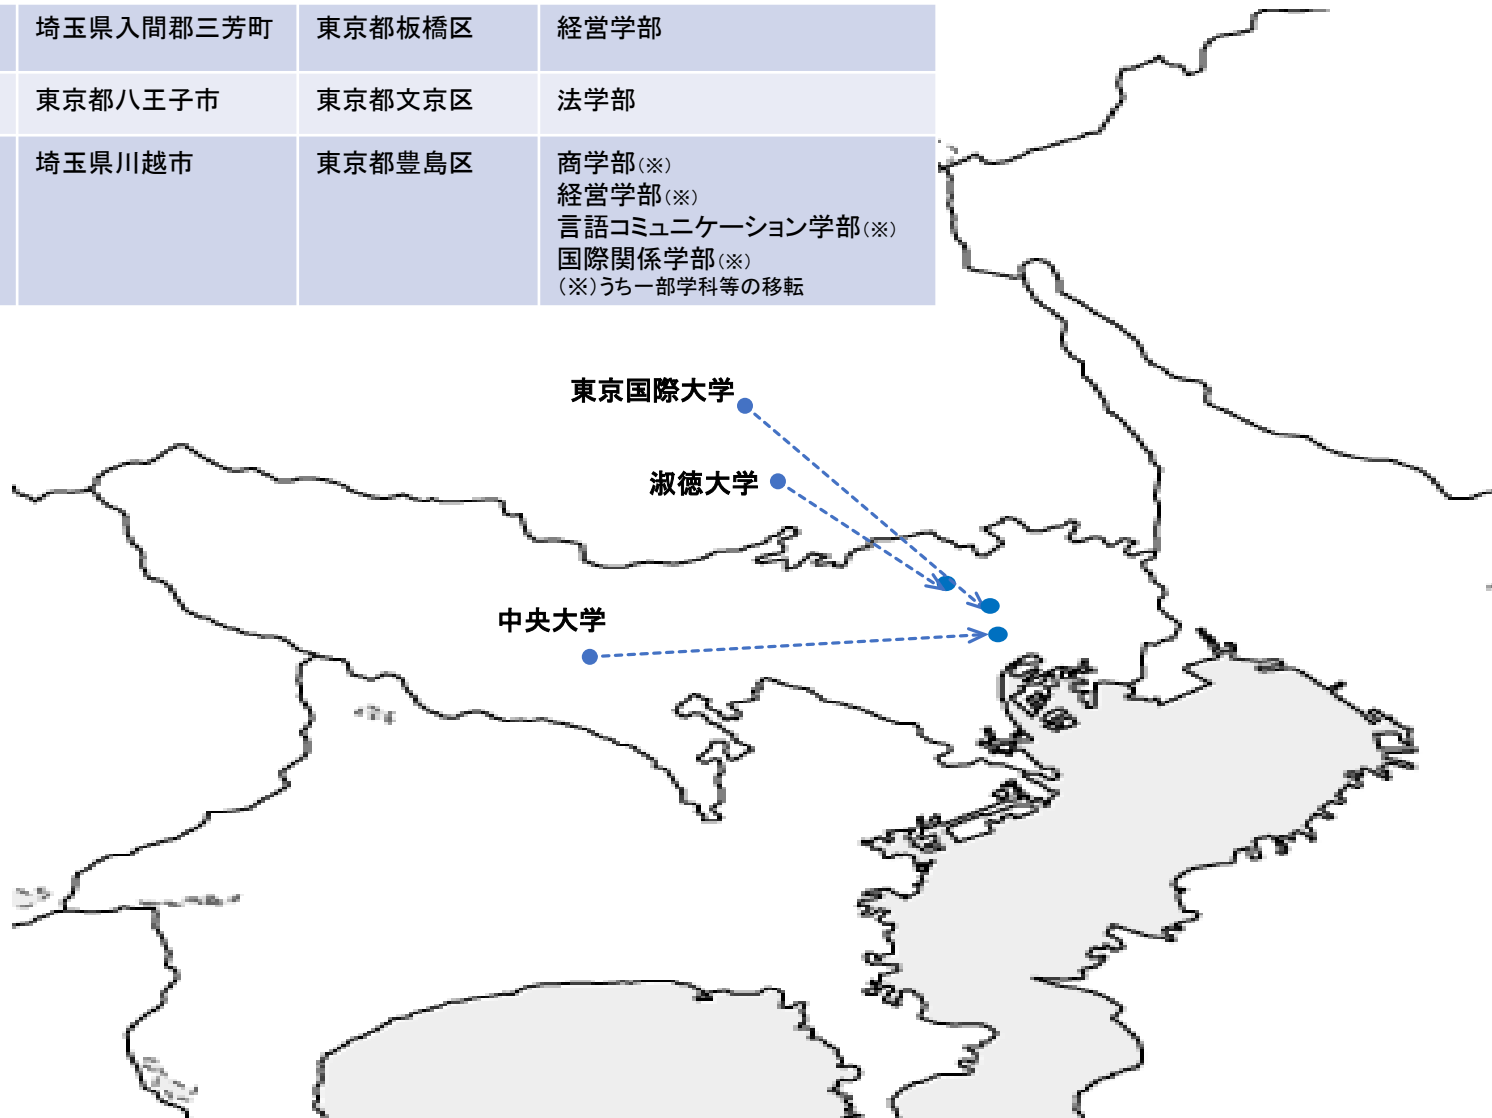 埼玉県入間郡三芳町 東京都板橋区 経営学部
東京都八王子市 東京都文京区 法学部
埼玉県川越市 東京都豊島区 商学部(※)
経営学部(※)
言語コミュニケーション学部(※)
国際関係学部(※)
(※)うち一部学科等の移転
東京国際大学
淑徳大学
中央大学